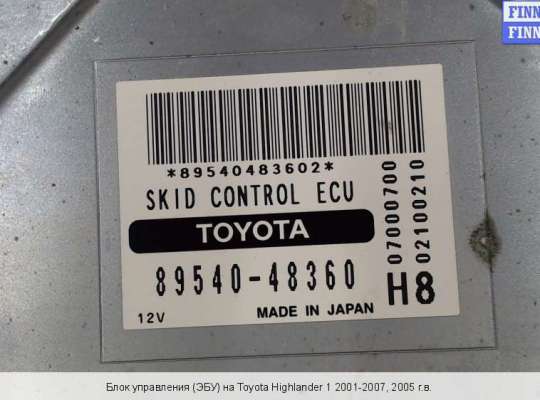 FINN
FINN
*89540483602*
SKID CONTROL ECU
TOYOTA
89540-48360
12V
MADE IN JAPAN
07000700
02100210
H8
Блок управления (ЭБУ) на Toyota Highlander 1 2001-2007, 2005 г.в.